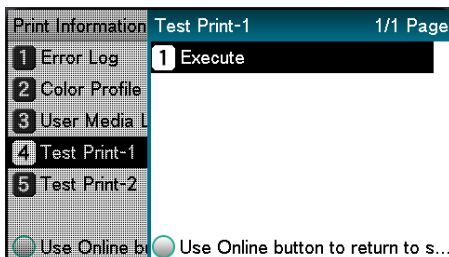 Print Information
1 Error Log
2 Color Profile
3 User Media L
4 Test Print-1
5 Test Print-2
Use Online bu
Test Print-1 1/1 Page
1 Execute
Use Online button to return to s...